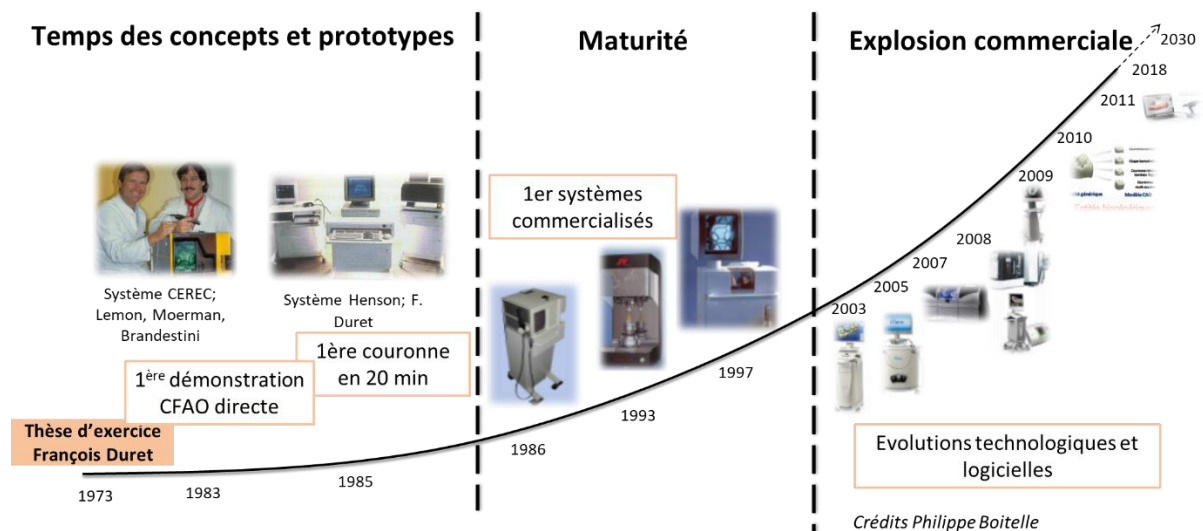 Temps des concepts et prototypes
Maturité
Explosion commerciale
2030
2018
2011
2010
2009
2008
2007
2005
2003
1er systèmes
commercialisés
Système CEREC;
Lemon, Moerman,
Brandestini
Système Henson; F.
Duret
1ère couronne
en 20 min
1ère démonstration
CFAO directe
Thèse d'exercice
François Duret
1973
1983
1985
1986
1993
1997
Evolutions technologiques et
logicielles
Crédits Philippe Boitelle